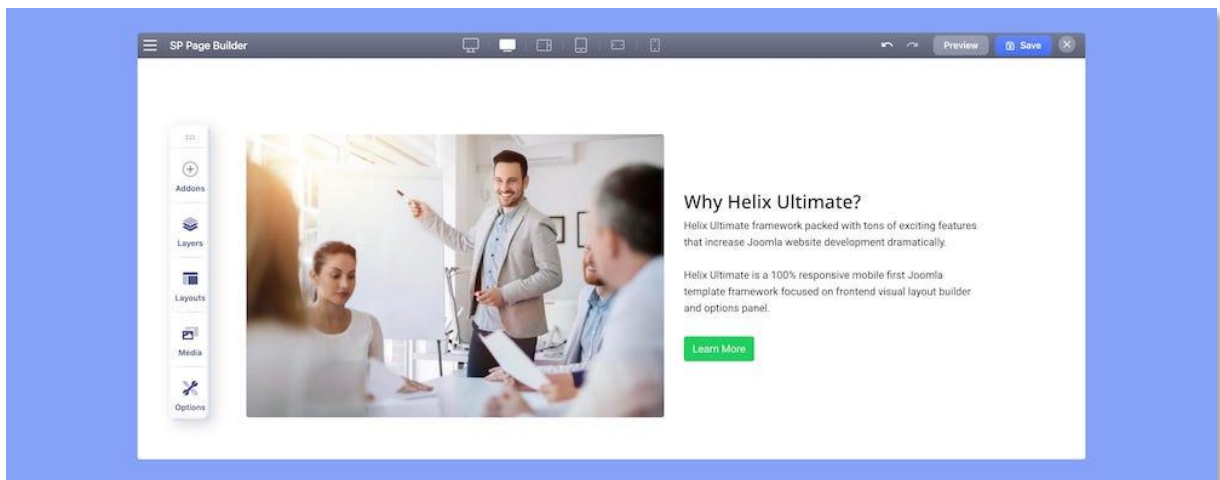 SP Page Builder
Preview
Save
Addons
Layers
Layouts
Media
Options
Why Helix Ultimate?
Helix Ultimate framework packed with tons of exciting features
that increase Joomla website development dramatically.
Helix Ultimate is a 100% responsive mobile first Joomla
template framework focused on frontend visual layout builder
and options panel.
Learn More